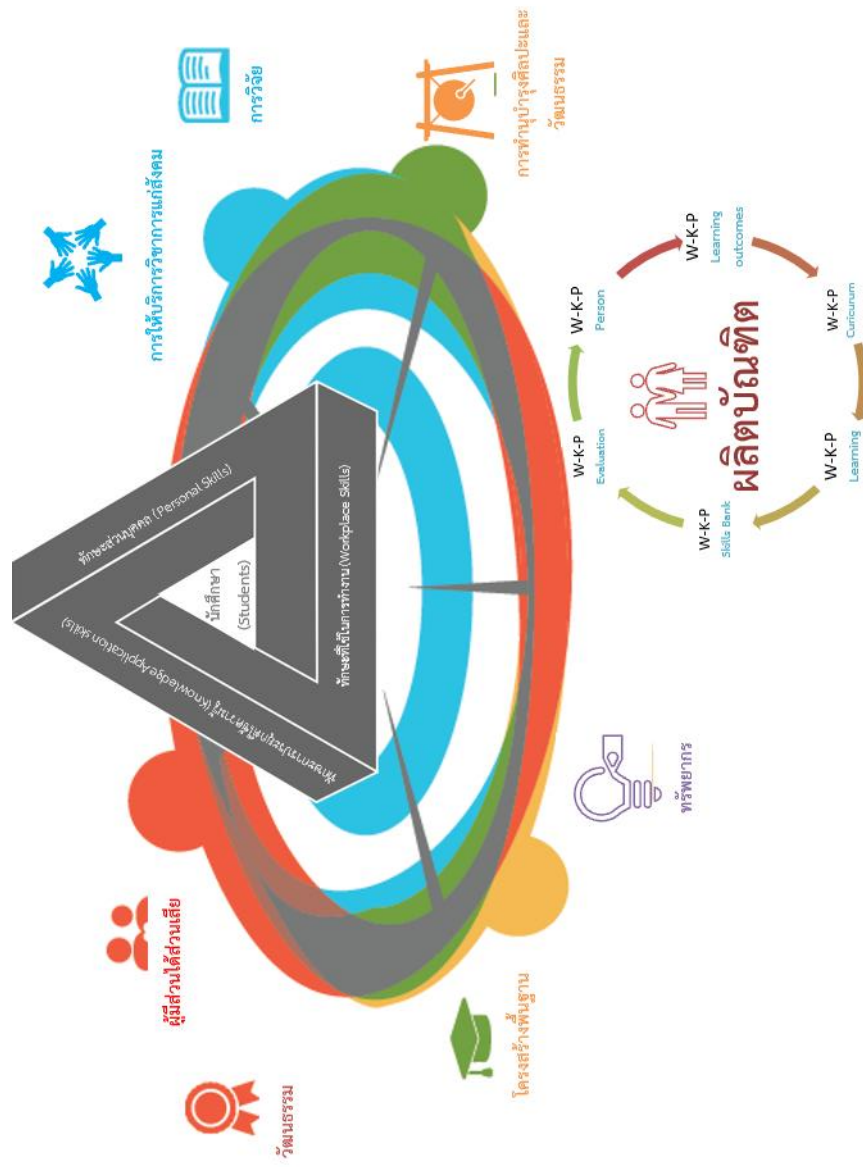 วัฒนธรรม
ผู้มีส่วนได้ส่วนเสีย
การให้บริการวิชาการแก่สังคม
การวิจัย
ทักษะส่วนบุคคล (Personal Skills)
ทักษะการประยุกต์ใช้ความรู้ (Knowledge Application skills)
นักศึกษา
(Students)
ทักษะที่ใช้ในการทำงาน (Workplace Skills)
การทำนุบำรุงศิลปะและ
วัฒนธรรม
โครงสร้างพื้นฐาน
ทรัพยากร
W-K-P
Person
W-K-P
Learning
outcomes
W-K-P
Curicurum
W-K-P
Learning
W-K-P
Skills Bank
W-K-P
Evaluation
ผลิตบัณฑิต